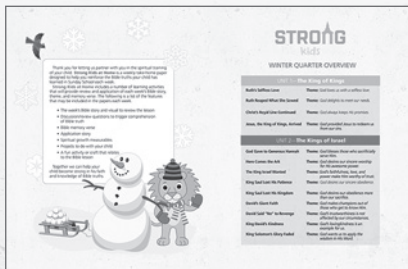 Thank you for letting us partner with you in the spiritual training
of your child. Strong Kids at Home is a weekly take-home paper
designed to help you reinforce the Bible truths your child has
learned in Sunday School each week.
Strong Kids at Home includes a number of learning activities
that will provide review and application of each week's Bible story,
theme, and memory verse. The following is a list of the features
that may be included in the papers each week.
• The week's Bible story and visual to review the lesson
• Discussion/review questions to trigger comprehension
of Bible truth
• Bible memory verse
• Application story
• Spiritual growth measurables
• Projects to do with your child
• A fun activity or craft that relates
to the Bible lesson
Together we can help your
child become strong in his faith
and knowledge of Bible truths.
STRONG
kids
WINTER QUARTER OVERVIEW
UNIT 1 - The King of Kings
Ruth's Selfless Love • Theme: God loves us with a selfless love.
Ruth Reaped What She Sowed • Theme: God delights to meet our needs.
Christ's Royal Line Continued • Theme: God always keeps His promises.
Jesus, the King of Kings, Arrived • Theme: God provided Jesus to redeem us
from our sins.
UNIT 2 - The Kings of Israel
God Gave to Generous Hannah • Theme: God blesses those who sacrificially
serve Him.
Here Comes the Ark • Theme: God desires our sincere worship
for His awesome power.
The King Israel Wanted • Theme: God's faithfulness, love, and
power make Him worthy of trust.
King Saul Lost His Patience • Theme: God desires our sincere obedience.
King Saul Lost His Kingdom • Theme: God desires our obedience more
than our sacrifice.
David's Giant Faith • Theme: God makes champions out of
those who get to know Him.
David Said "No" to Revenge • Theme: God's trustworthiness is not
affected by our circumstances.
King David's Kindness • Theme: God's lovingkindness is an
example for us.
King Solomon's Glory Faded • Theme: God wants us to apply the
wisdom in His Word.